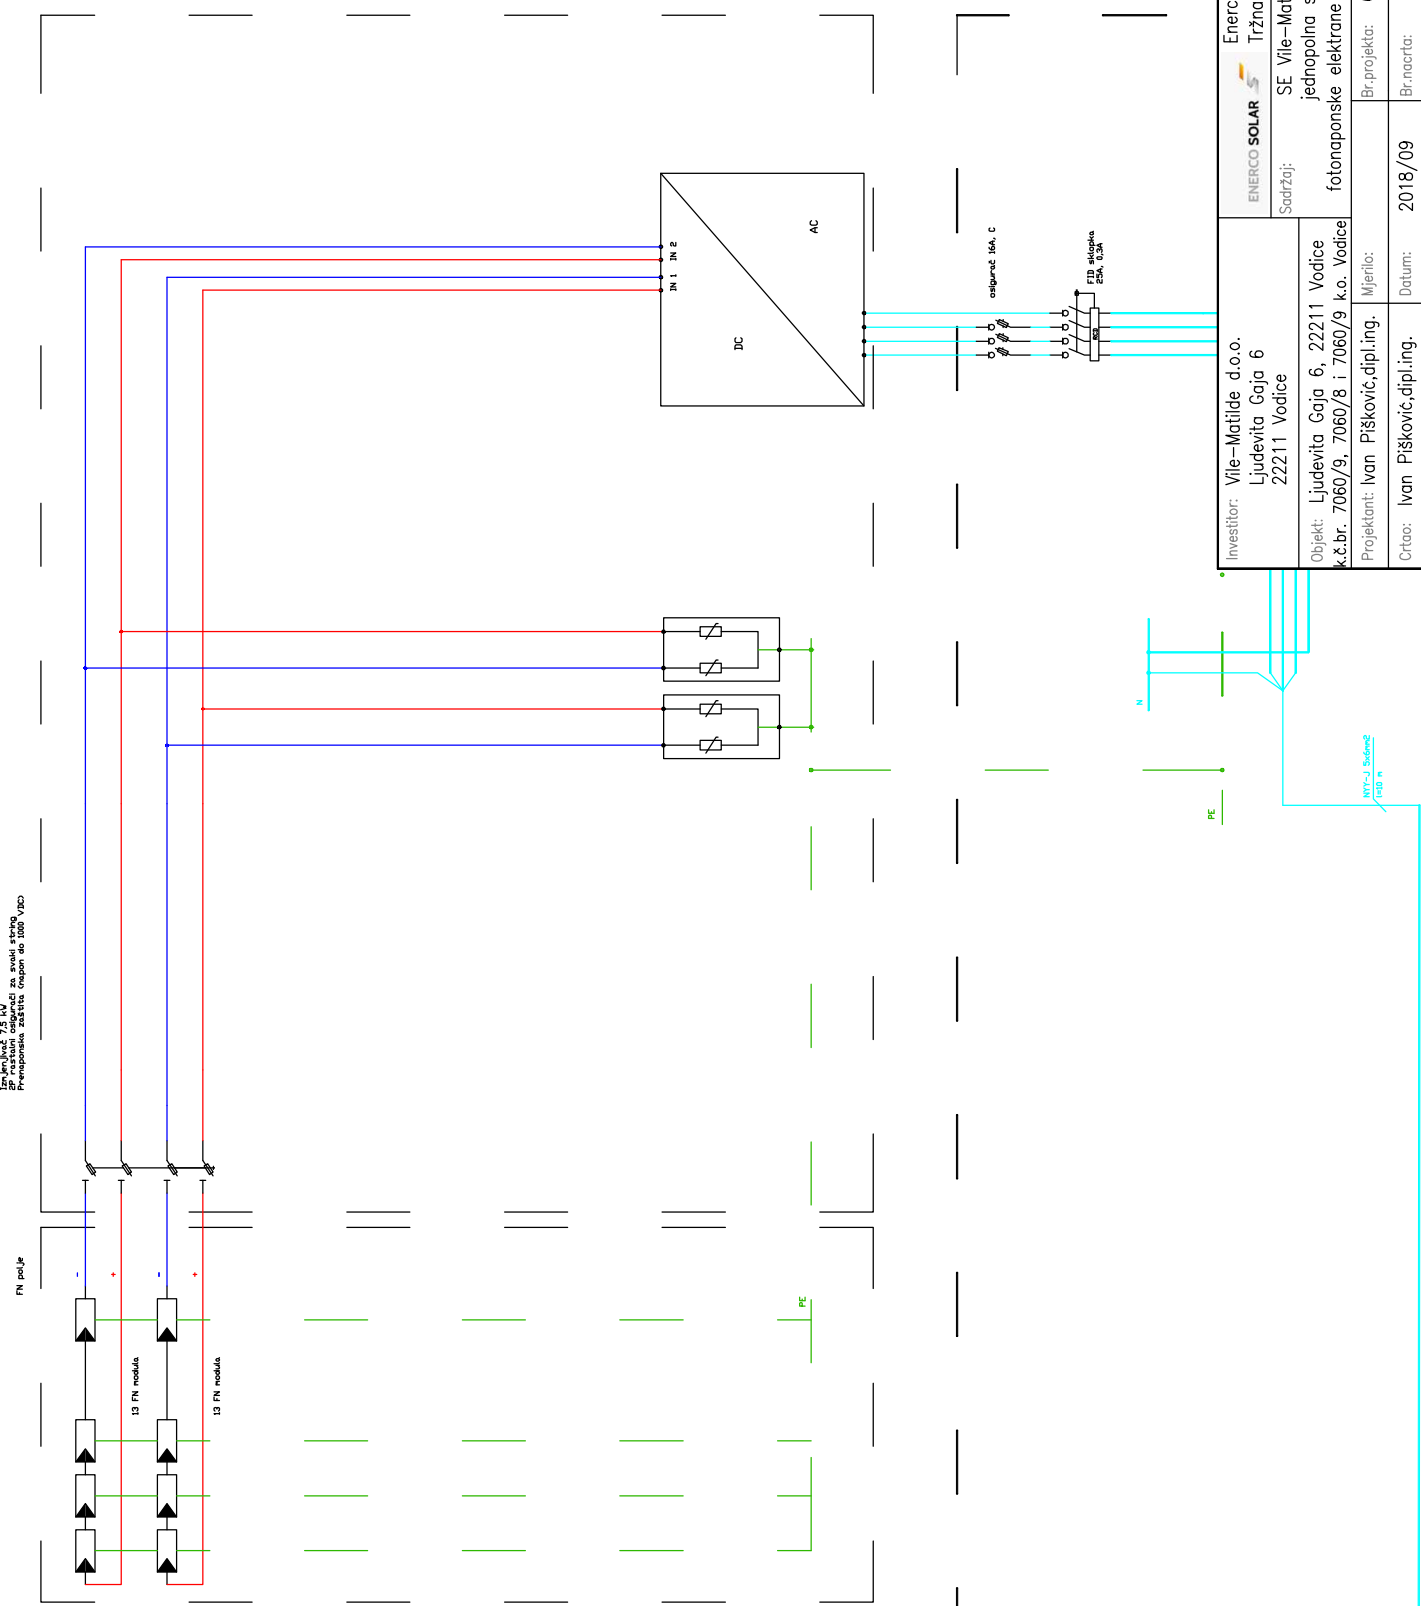 Izmjenjivač 7,5 kW
2P rastalni osigurači za svaki string
Prenaponska zaštita (napon do 1000 VDC)
FN polje
-
+
-
+
13 FN modula
13 FN modula
PE
IN 1
IN 2
DC
AC
osigurač 16A, C
FID sklopka
25A, 0,3A
RCD
N
PE
NYY-J 5x6mm2
l=10 m
Investitor: Vile-Matilde d.o.o.
Ljudevita Gaja 6
22211 Vodice
ENERCO SOLAR
Enerc
Tržna
Objekt: Ljudevita Gaja 6, 22211 Vodice
k.č.br. 7060/9, 7060/8 i 7060/9 k.o. Vodice
Sadržaj: SE Vile-Mat
jednopolna s
fotonaponske elektrane
Projektant: Ivan Pišković,dipl.ing.
Mjerilo:
Br.projekta:
Crtao: Ivan Pišković,dipl.ing.
Datum: 2018/09
Br.nacrta: